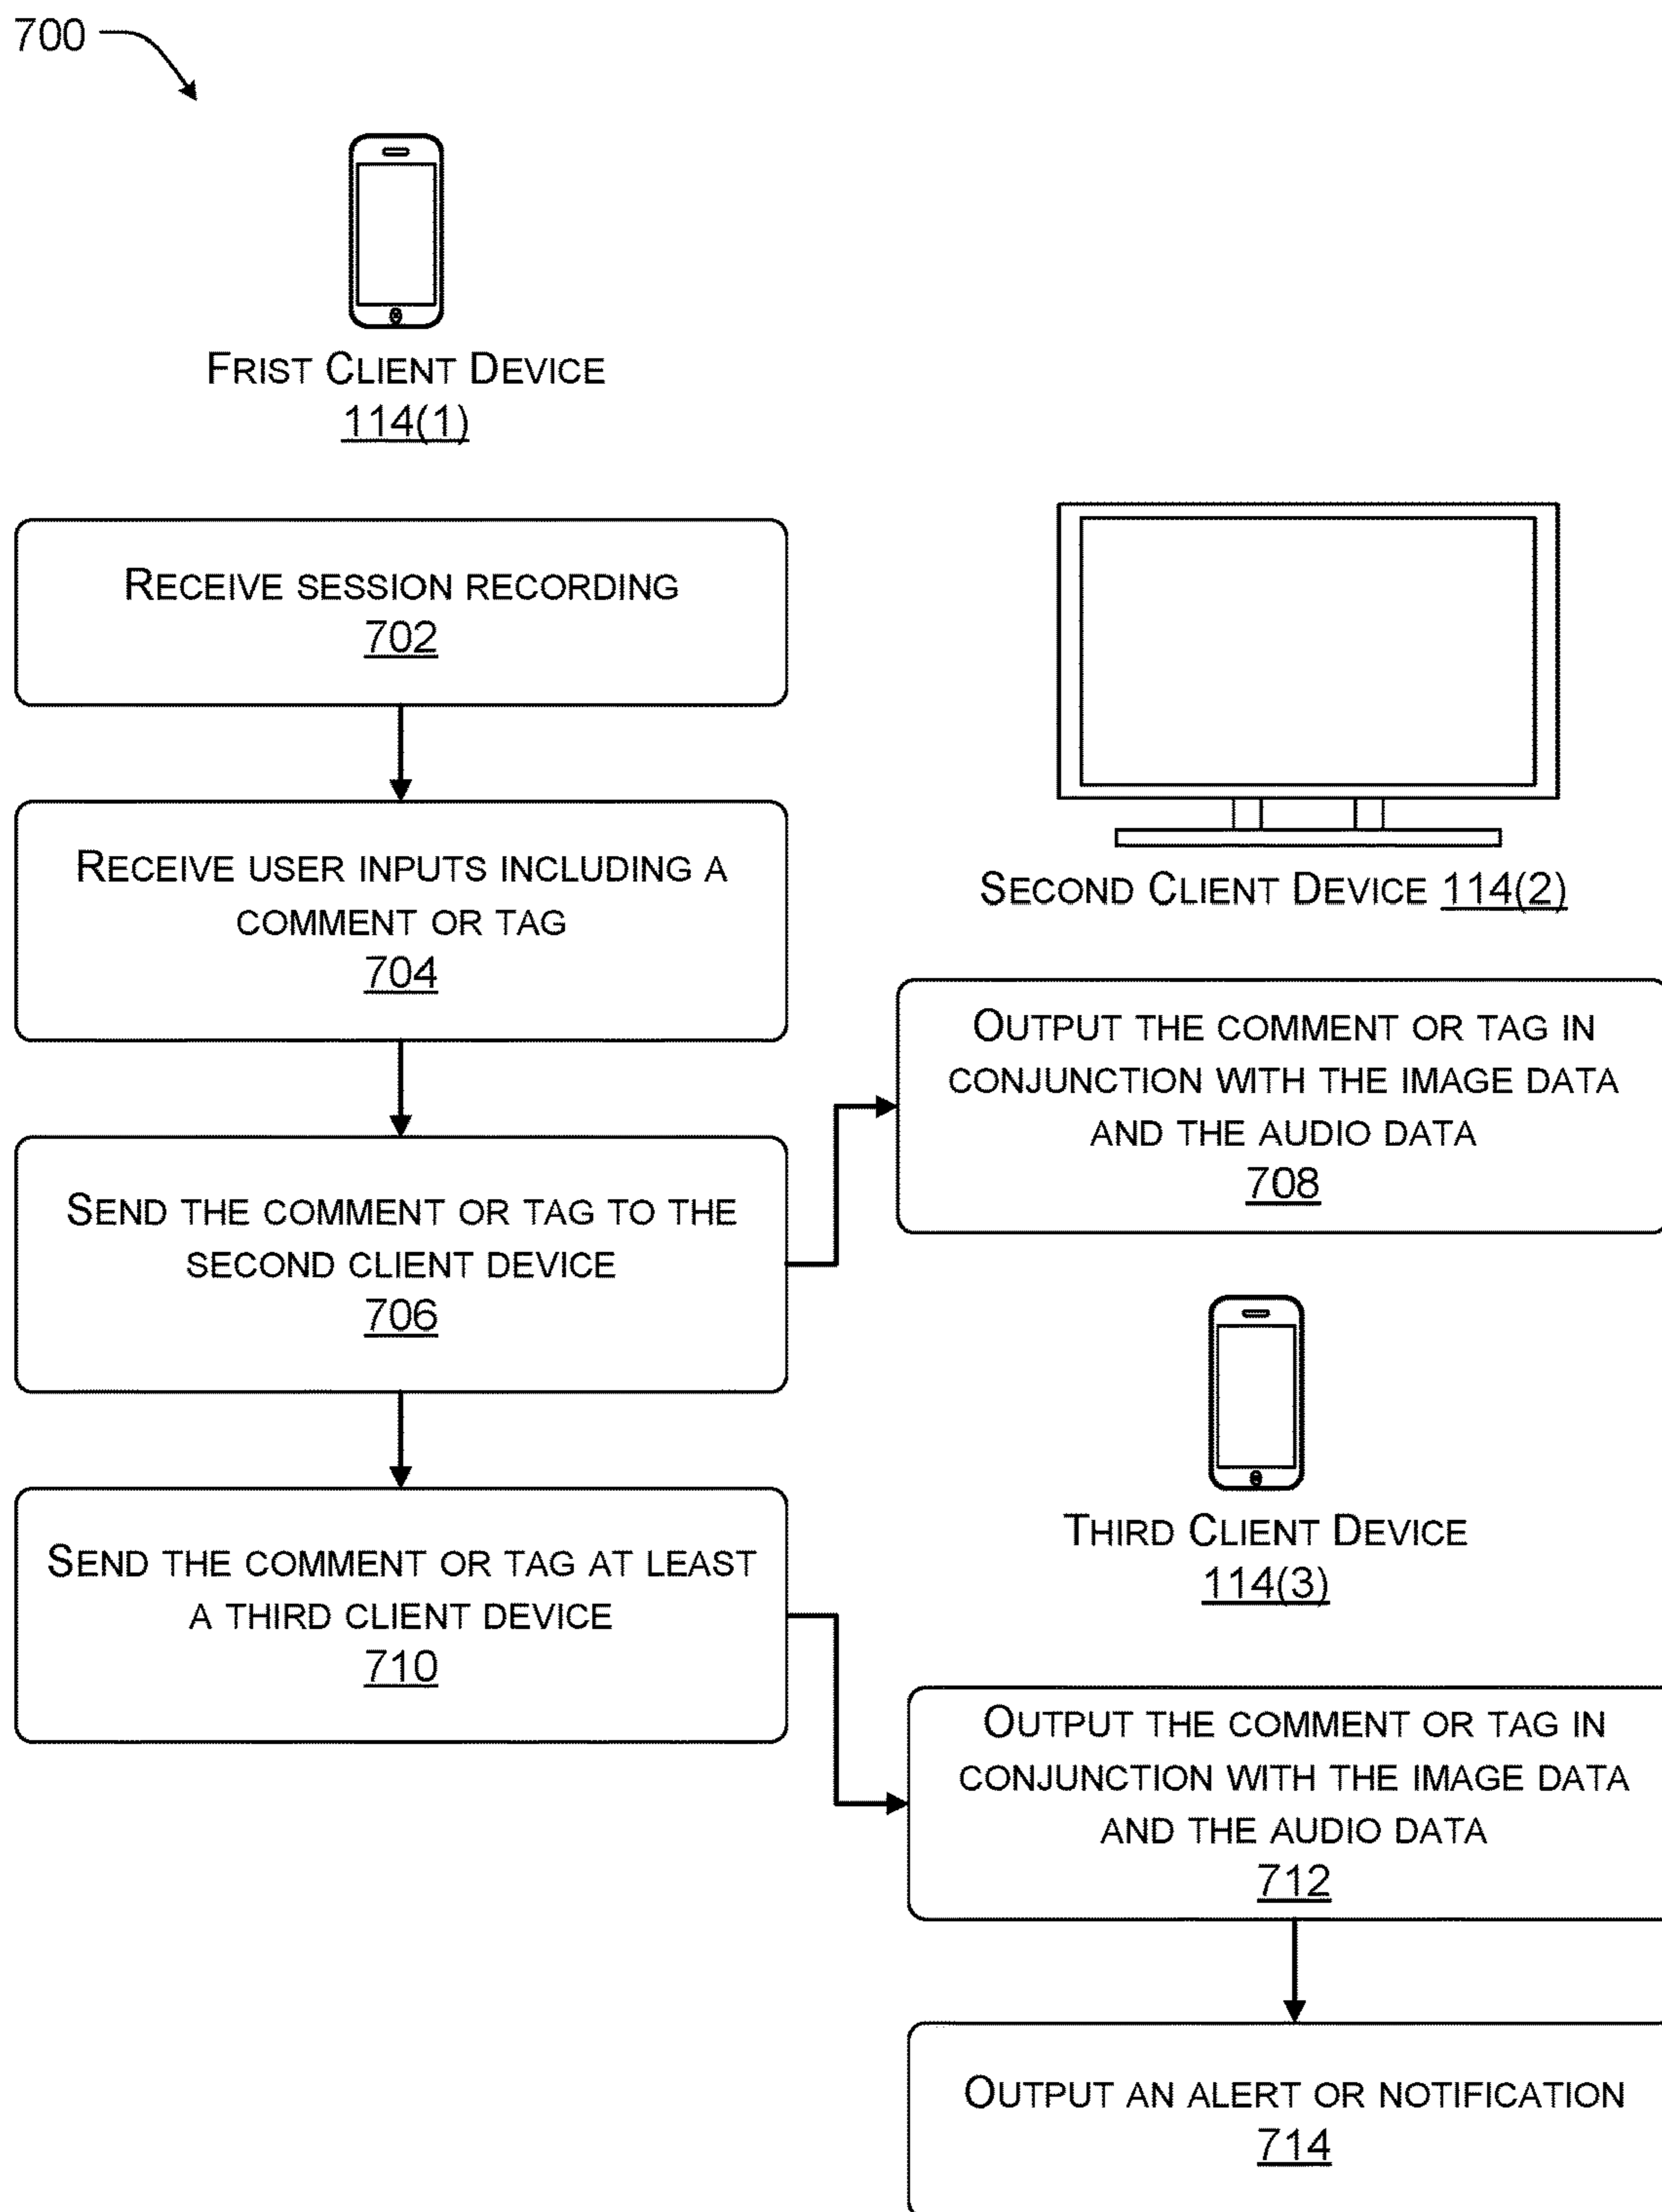 700
FRIST CLIENT DEVICE
114(1)
RECEIVE SESSION RECORDING
702
RECEIVE USER INPUTS INCLUDING A
COMMENT OR TAG
704
SEND THE COMMENT OR TAG TO THE
SECOND CLIENT DEVICE
706
SEND THE COMMENT OR TAG AT LEAST
A THIRD CLIENT DEVICE
710
SECOND CLIENT DEVICE 114(2)
OUTPUT THE COMMENT OR TAG IN
CONJUNCTION WITH THE IMAGE DATA
AND THE AUDIO DATA
708
THIRD CLIENT DEVICE
114(3)
OUTPUT THE COMMENT OR TAG IN
CONJUNCTION WITH THE IMAGE DATA
AND THE AUDIO DATA
712
OUTPUT AN ALERT OR NOTIFICATION
714